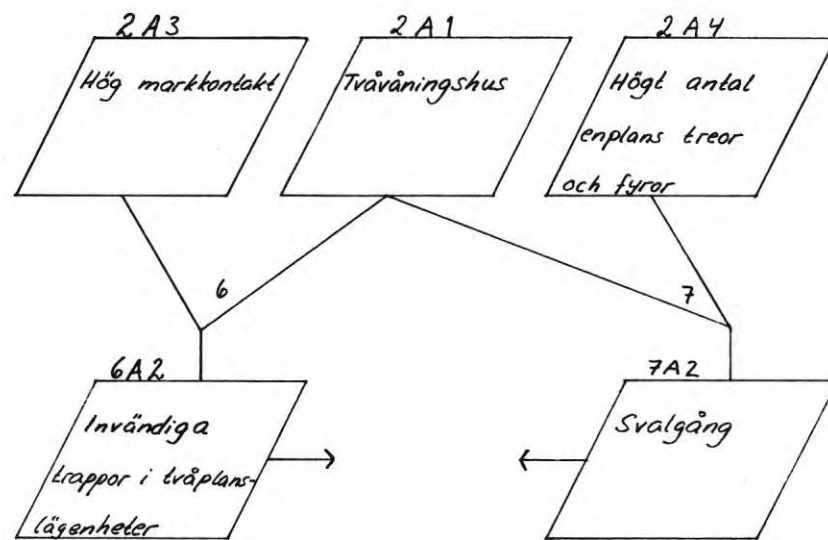 2A3
Hög markkontakt
2A1
Tvåvåningshus
2A4
Högt antal
enplans treor
och fyror
6
7
6A2
Invändiga
trappor i tvåplans-
lägenheter
7A2
Svalgång